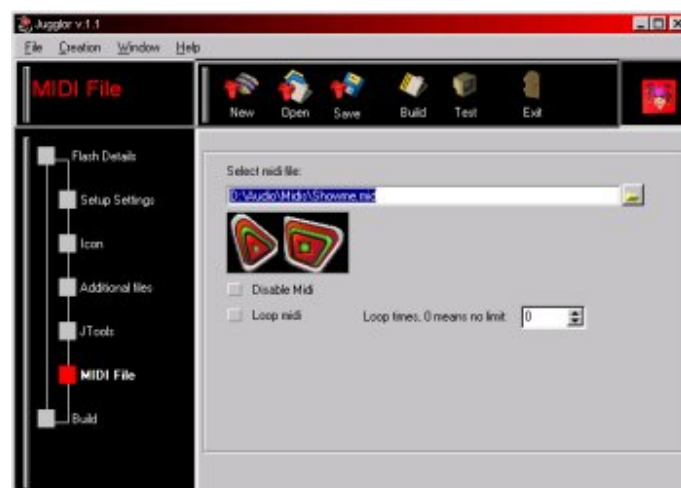 Jugglor v.1.1
File Creation Window Help
MIDI File
New Open Save Build Test Exit
Flash Details
Setup Settings
Icon
Additional files
JTools
MIDI File
Build
Select midi file:
D:\Audio\Midis\Showme.mid
Disable Midi
Loop midi Loop times, 0 means no limit 0